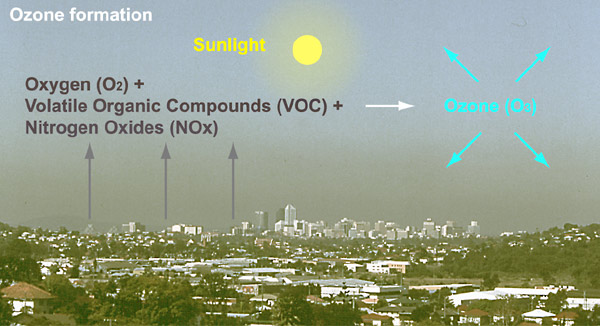 Ozone formation
Sunlight
Oxygen (O₂) +
Volatile Organic Compounds (VOC) +
Nitrogen Oxides (NOx)
Ozone (O₃)